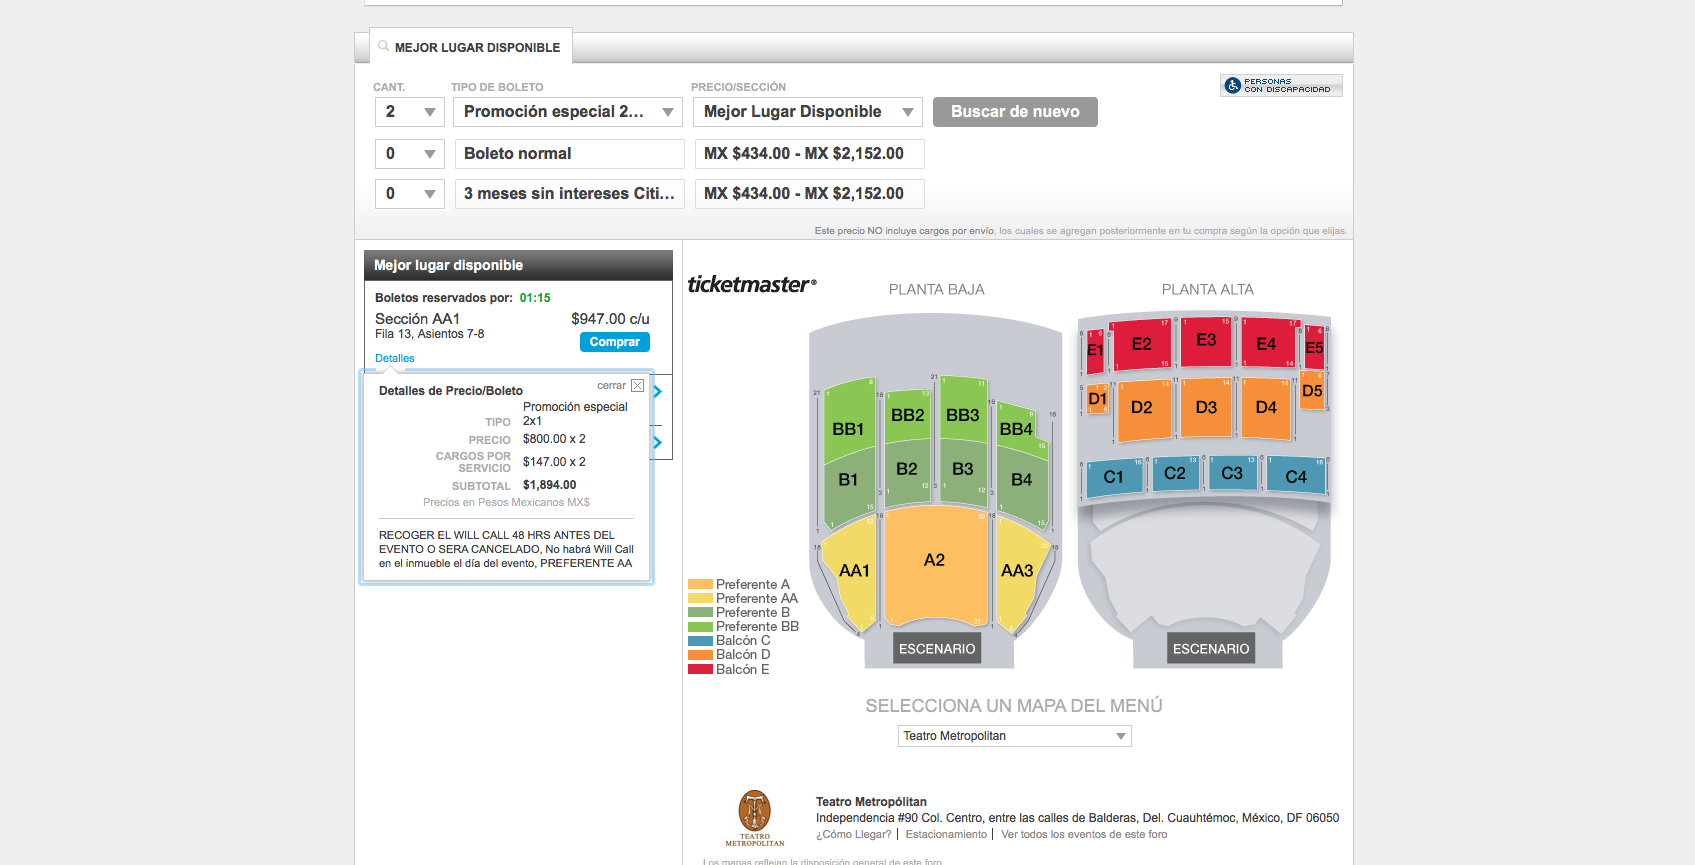 MEJOR LUGAR DISPONIBLE
PERSONAS
CON DISCAPACIDAD
CANT. TIPO DE BOLETO PRECIO/SECCIÓN
2 Promoción especial 2... Mejor Lugar Disponible Buscar de nuevo
0 Boleto normal MX $434.00 - MX $2,152.00
0 3 meses sin intereses Citi... MX $434.00 - MX $2,152.00
Este precio NO incluye cargos por envío, los cuales se agregan posteriormente en tu compra según la opción que elijas.
Mejor lugar disponible
Boletos reservados por: 01:15
Sección AA1 $947.00 c/u
Fila 13, Asientos 7-8
Comprar
Detalles
cerrar
Detalles de Precio/Boleto
TIPO Promoción especial
2x1
PRECIO $800.00 x 2
CARGOS POR
SERVICIO $147.00 x 2
SUBTOTAL $1,894.00
Precios en Pesos Mexicanos MX$
RECOGER EL WILL CALL 48 HRS ANTES DEL
EVENTO O SERA CANCELADO, No habrá Will Call
en el inmueble el día del evento, PREFERENTE AA
ticketmaster®
PLANTA BAJA
BB1 BB2 BB3 BB4
B1 B2 B3 B4
AA1 A2 AA3
ESCENARIO
PLANTA ALTA
E1 E2 E3 E4 E5
D1 D2 D3 D4 D5
C1 C2 C3 C4
ESCENARIO
Preferente A
Preferente AA
Preferente B
Preferente BB
Balcón C
Balcón D
Balcón E
SELECCIONA UN MAPA DEL MENÚ
Teatro Metropolitan
TEATRO
METROPOLITAN
Teatro Metropólitan
Independencia #90 Col. Centro, entre las calles de Balderas, Del. Cuauhtémoc, México, DF 06050
¿Cómo Llegar? | Estacionamiento | Ver todos los eventos de este foro
Los mapas reflejan la disposición general de este foro